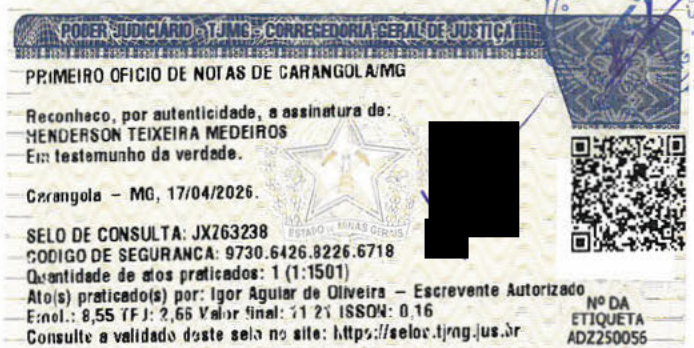 PODER JUDICIÁRIO - TJMG - CORREGEDORIA GERAL DE JUSTIÇA
PRIMEIRO OFICIO DE NOTAS DE CARANGOLA/MG
Reconheco, por autenticidade, a assinatura de:
HENDERSON TEIXEIRA MEDEIROS
Em testemunho da verdade.
Carangola - MG, 17/04/2026.
ESTADO DE MINAS GERAIS
SELO DE CONSULTA: JXZ63238
CODIGO DE SEGURANCA: 9730.6426.8226.6718
Quantidade de atos praticados: 1 (1:1501)
Ato(s) praticado(s) por: Igor Aguiar de Oliveira - Escrevente Autorizado
Emol.: 8,55 TFJ: 2,66 Valor final: 11 21 ISSQN: 0,16
Consulte a validade deste selo no site: https://selos.tjmg.jus.br
Nº DA
ETIQUETA
ADZ250056